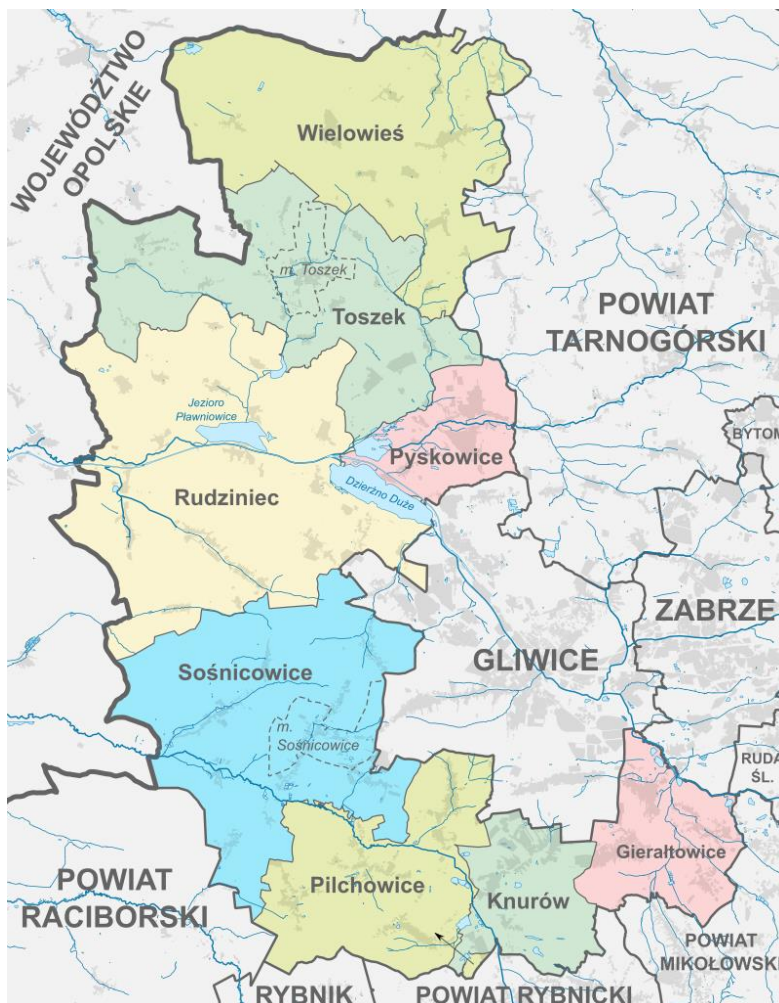 WOJEWÓDZTWO
OPOLSKIE
Wielowieś
m. Toszek
Toszek
POWIAT
TARNOGÓRSKI
Jezioro
Pławniowice
BYTOM
Pyskowice
Dzierżno Duże
Rudziniec
ZABRZE
GLIWICE
Sośnicowice
m.
Sośnicowice
RUDA
ŚL.
Gierałtowice
POWIAT
RACIBORSKI
Pilchowice
Knurów
POWIAT
MIKOŁOWSKI
RYBNIK
POWIAT RYBNICKI